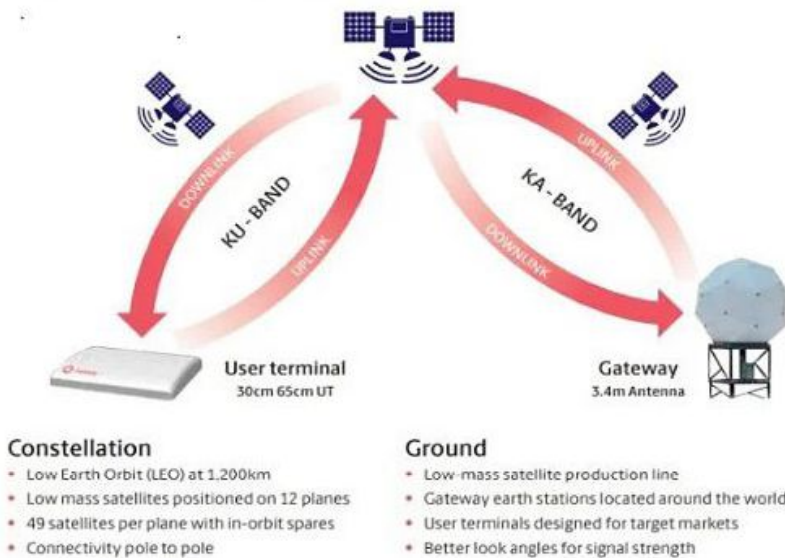 DOWNLINK
KU - BAND
UPLINK
UPLINK
KA - BAND
DOWNLINK
User terminal
30cm 65cm UT
Gateway
3.4m Antenna
Constellation
• Low Earth Orbit (LEO) at 1,200km
• Low mass satellites positioned on 12 planes
• 49 satellites per plane with in-orbit spares
• Connectivity pole to pole
Ground
• Low-mass satellite production line
• Gateway earth stations located around the world
• User terminals designed for target markets
• Better look angles for signal strength